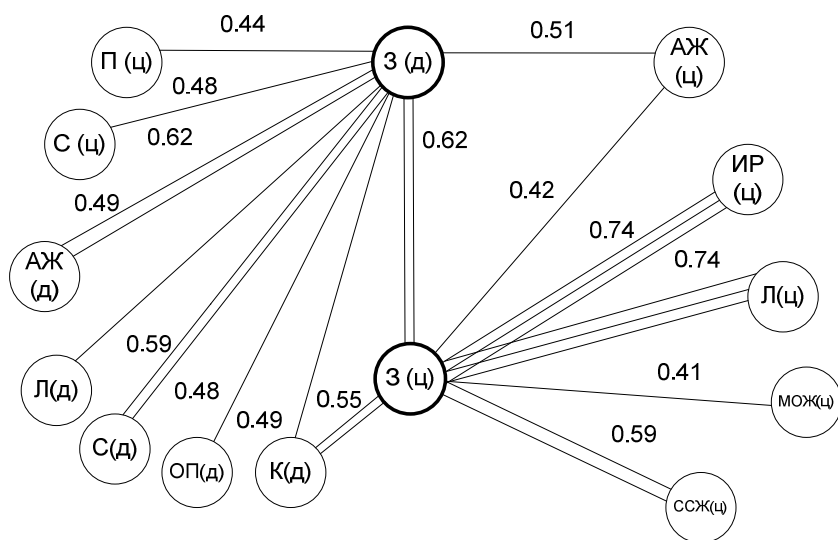 0.44
0.51
П (ц)
З (д)
АЖ
(ц)
0.48
С (ц)
0.62
0.62
ИР
(ц)
0.49
0.42
0.74
0.74
АЖ
(д)
Л(ц)
0.59
Л(д)
0.48
0.55
З (ц)
0.41
МОЖ(ц)
0.49
0.59
С(д)
ОП(д)
К(д)
ССЖ(ц)